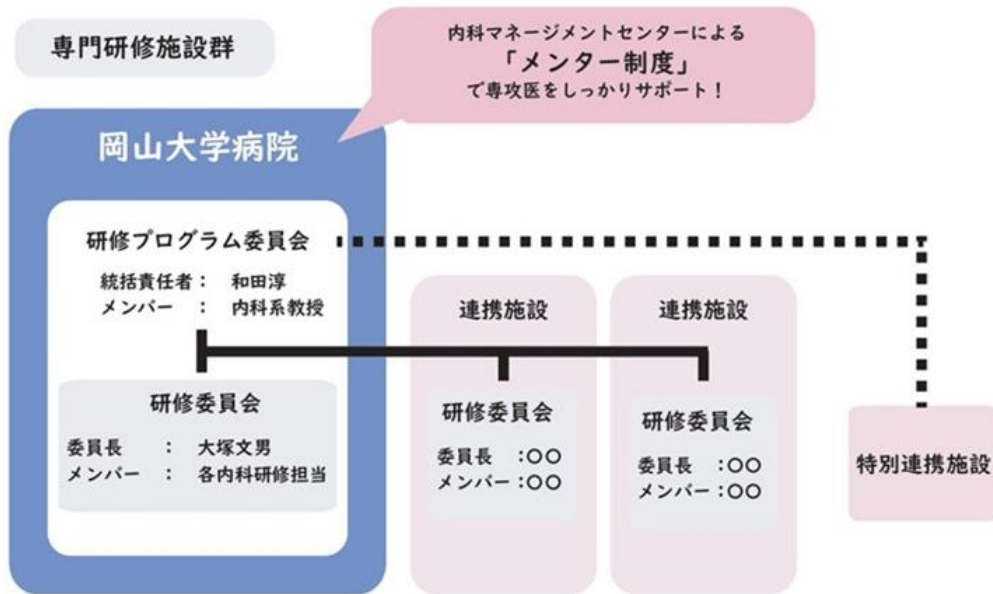 専門研修施設群
内科マネージメントセンターによる
「メンター制度」
で専攻医をしっかりサポート!
岡山大学病院
研修プログラム委員会
統括責任者: 和田淳
メンバー : 内科系教授
研修委員会
委員長 : 大塚文男
メンバー : 各内科研修担当
連携施設
研修委員会
委員長 :〇〇
メンバー:〇〇
連携施設
研修委員会
委員長 :〇〇
メンバー:〇〇
特別連携施設